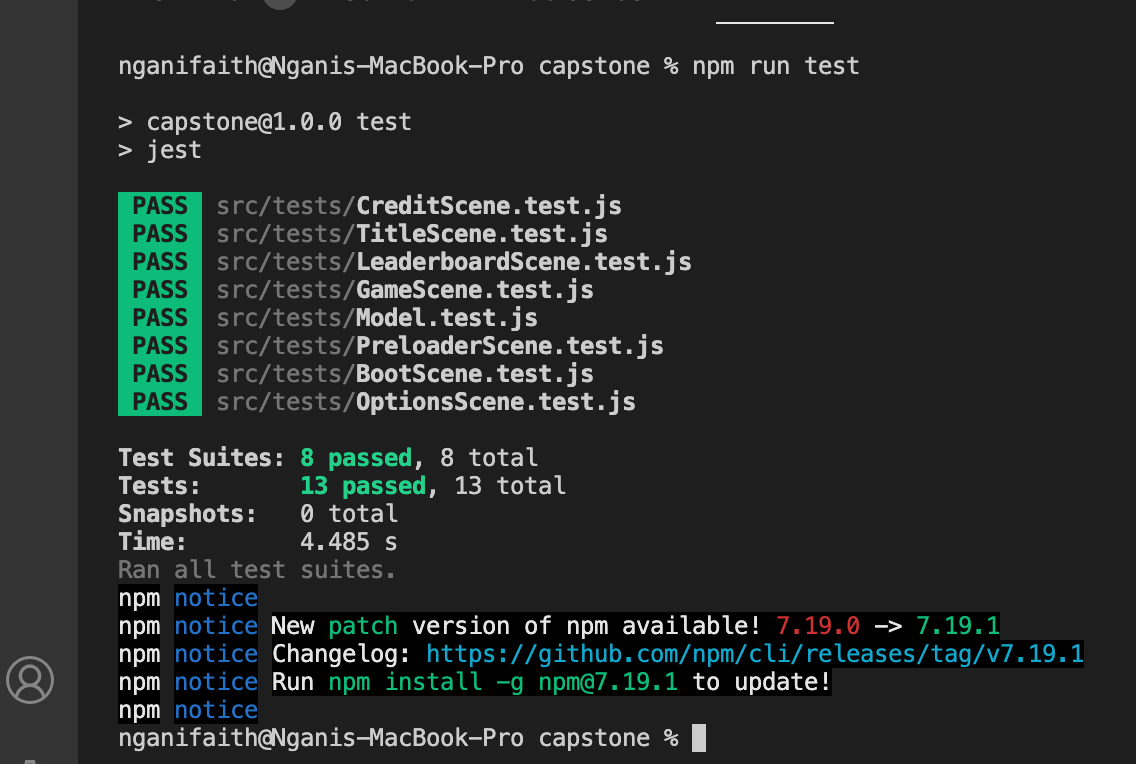 nganifaith@Nganis-MacBook-Pro capstone % npm run test
> capstone@1.0.0 test
> jest
PASS src/tests/CreditScene.test.js
PASS src/tests/TitleScene.test.js
PASS src/tests/LeaderboardScene.test.js
PASS src/tests/GameScene.test.js
PASS src/tests/Model.test.js
PASS src/tests/PreloaderScene.test.js
PASS src/tests/BootScene.test.js
PASS src/tests/OptionsScene.test.js
Test Suites: 8 passed, 8 total
Tests: 13 passed, 13 total
Snapshots: 0 total
Time: 4.485 s
Ran all test suites.
npm notice
npm notice New patch version of npm available! 7.19.0 -> 7.19.1
npm notice Changelog: https://github.com/npm/cli/releases/tag/v7.19.1
npm notice Run npm install -g npm@7.19.1 to update!
npm notice
nganifaith@Nganis-MacBook-Pro capstone %